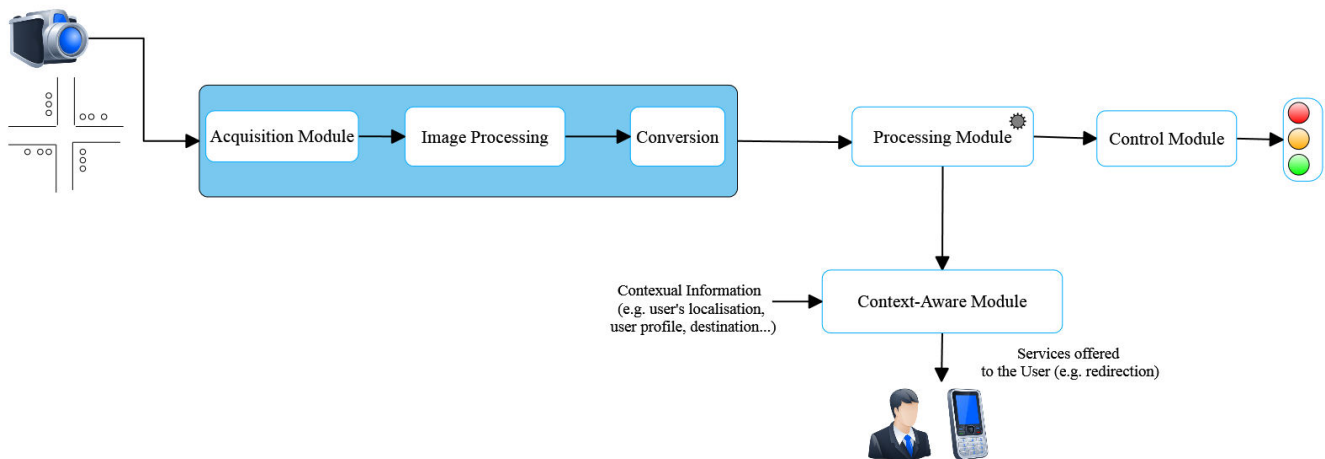 Acquisition Module
Image Processing
Conversion
Processing Module
Control Module
Contexual Information
(e.g. user's localisation,
user profile, destination...)
Context-Aware Module
Services offered
to the User (e.g. redirection)